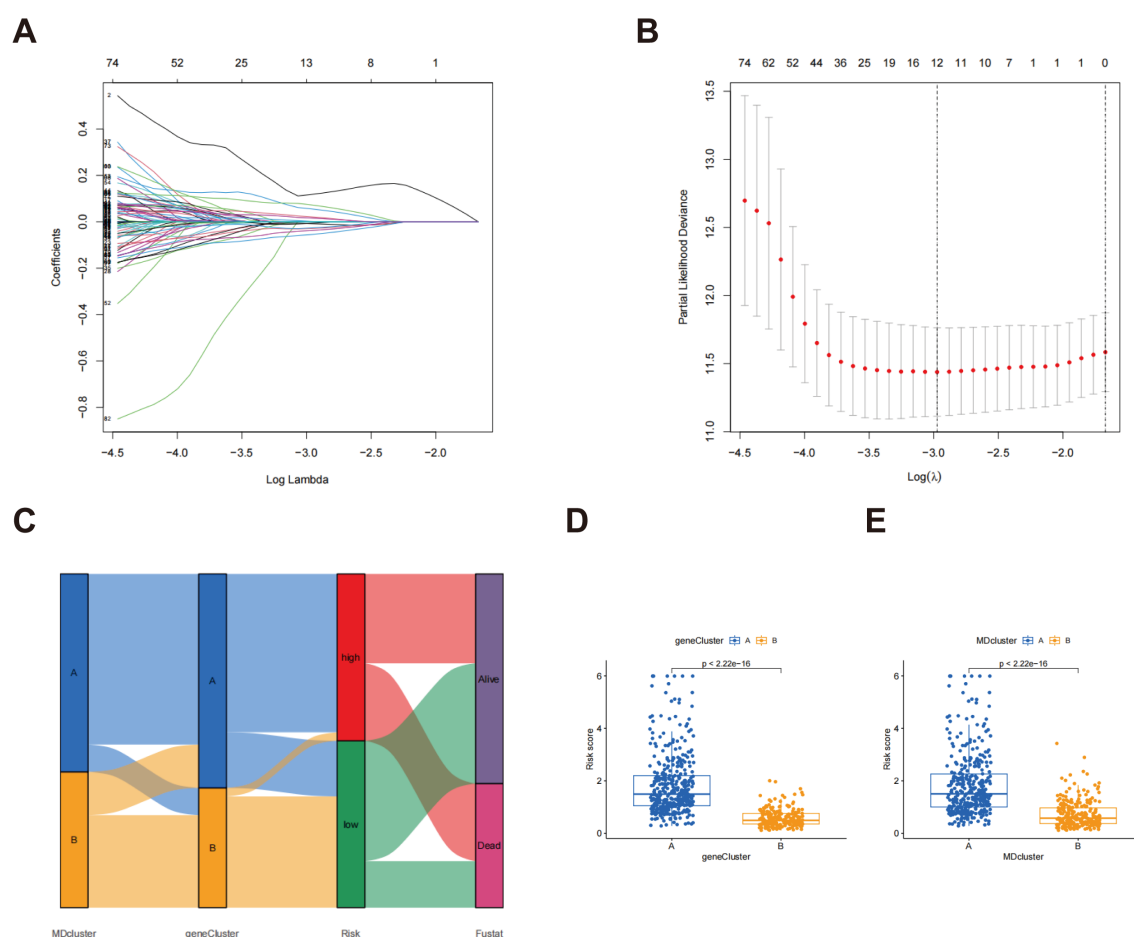 A
74 52 25 13 8 1
0.4
0.2
0.0
−0.2
−0.4
−0.6
−0.8
Coefficients
2
52
−4.5 −4.0 −3.5 −3.0 −2.5 −2.0
Log Lambda
B
74 62 52 44 36 25 19 16 12 11 10 7 1 1 1 0
13.5
13.0
12.5
12.0
11.5
11.0
Partial Likelihood Deviance
−4.5 −4.0 −3.5 −3.0 −2.5 −2.0
Log(λ)
C
A
B
A
B
high
low
Alive
Dead
MDcluster geneCluster Risk Fustat
D
geneCluster A B
p < 2.22e−16
6
4
2
0
Risk score
A B
geneCluster
E
MDcluster A B
p < 2.22e−16
6
4
2
0
Risk score
A B
MDcluster